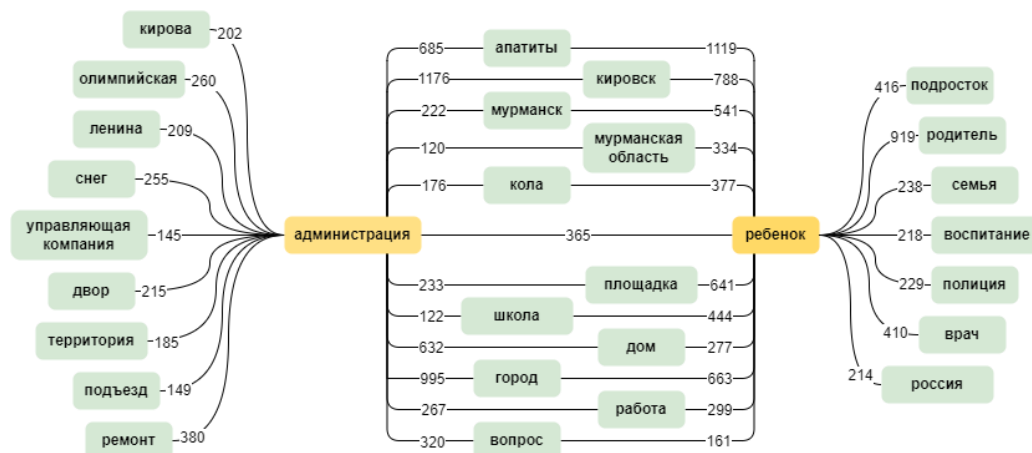 кирова 202
олимпийская 260
ленина 209
снег 255
управляющая
компания 145
двор 215
территория 185
подъезд 149
ремонт 380
администрация 365 ребенок
685 апатиты 1119
1176 кировск 788
222 мурманск 541
120 мурманская
область 334
176 кола 377
233 площадка 641
122 школа 444
632 дом 277
995 город 663
267 работа 299
320 вопрос 161
416 подросток
919 родитель
238 семья
218 воспитание
229 полиция
410 врач
214 россия